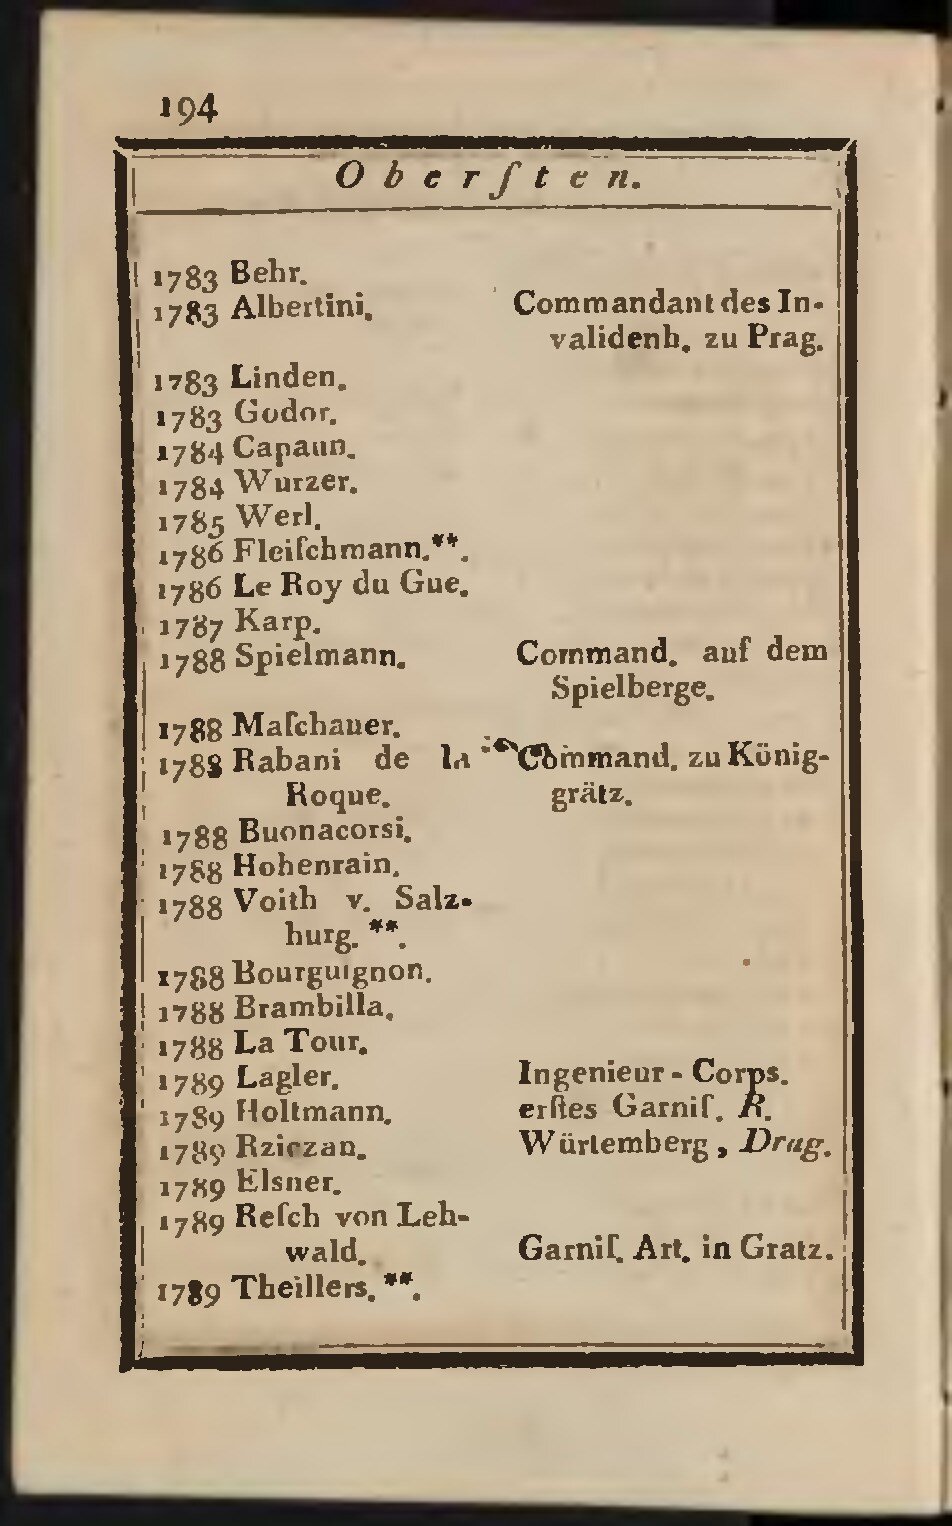 194
Oberſten.
1783 Behr.
1783 Albertini. Commandant des In-
validenh. zu Prag.
1783 Linden.
1783 Godor.
1784 Capaun.
1784 Wurzer.
1785 Werl.
1786 Fleiſchmann.**.
1786 Le Roy du Gue.
1787 Karp.
1788 Spielmann. Command. auf dem
Spielberge.
1788 Maſchauer.
1788 Rabani de la Command. zu König-
Roque. grätz.
1788 Buonacorsi.
1788 Hohenrain.
1788 Voith v. Salz-
burg. **.
1788 Bourguignon.
1788 Brambilla.
1788 La Tour.
1789 Lagler. Ingenieur - Corps.
1789 Holtmann. erſtes Garniſ. R.
1789 Rziczan. Würtemberg, Drag.
1789 Elsner.
1789 Reſch von Leh-
wald. Garniſ. Art. in Gratz.
1789 Theillers. **.